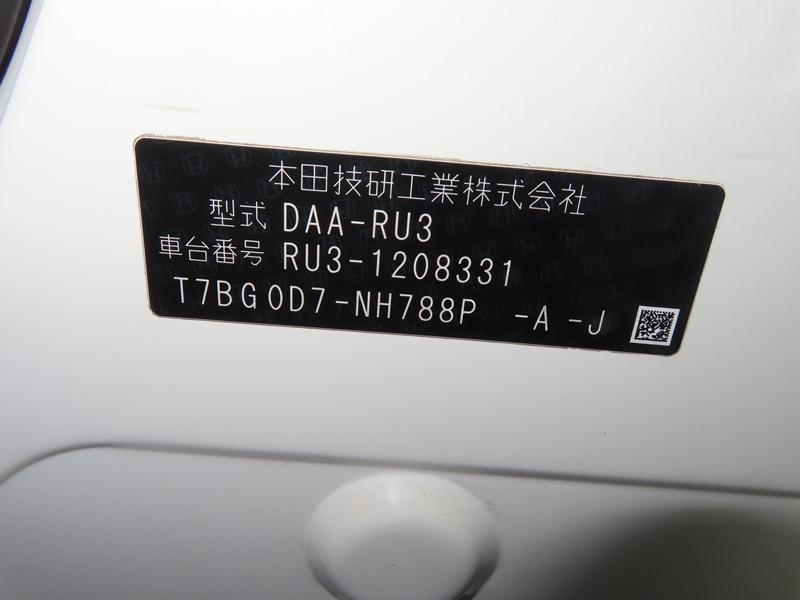 本田技研工業株式会社
型式 DAA-RU3
車台番号 RU3-1208331
T7BG0D7-NH788P -A -J